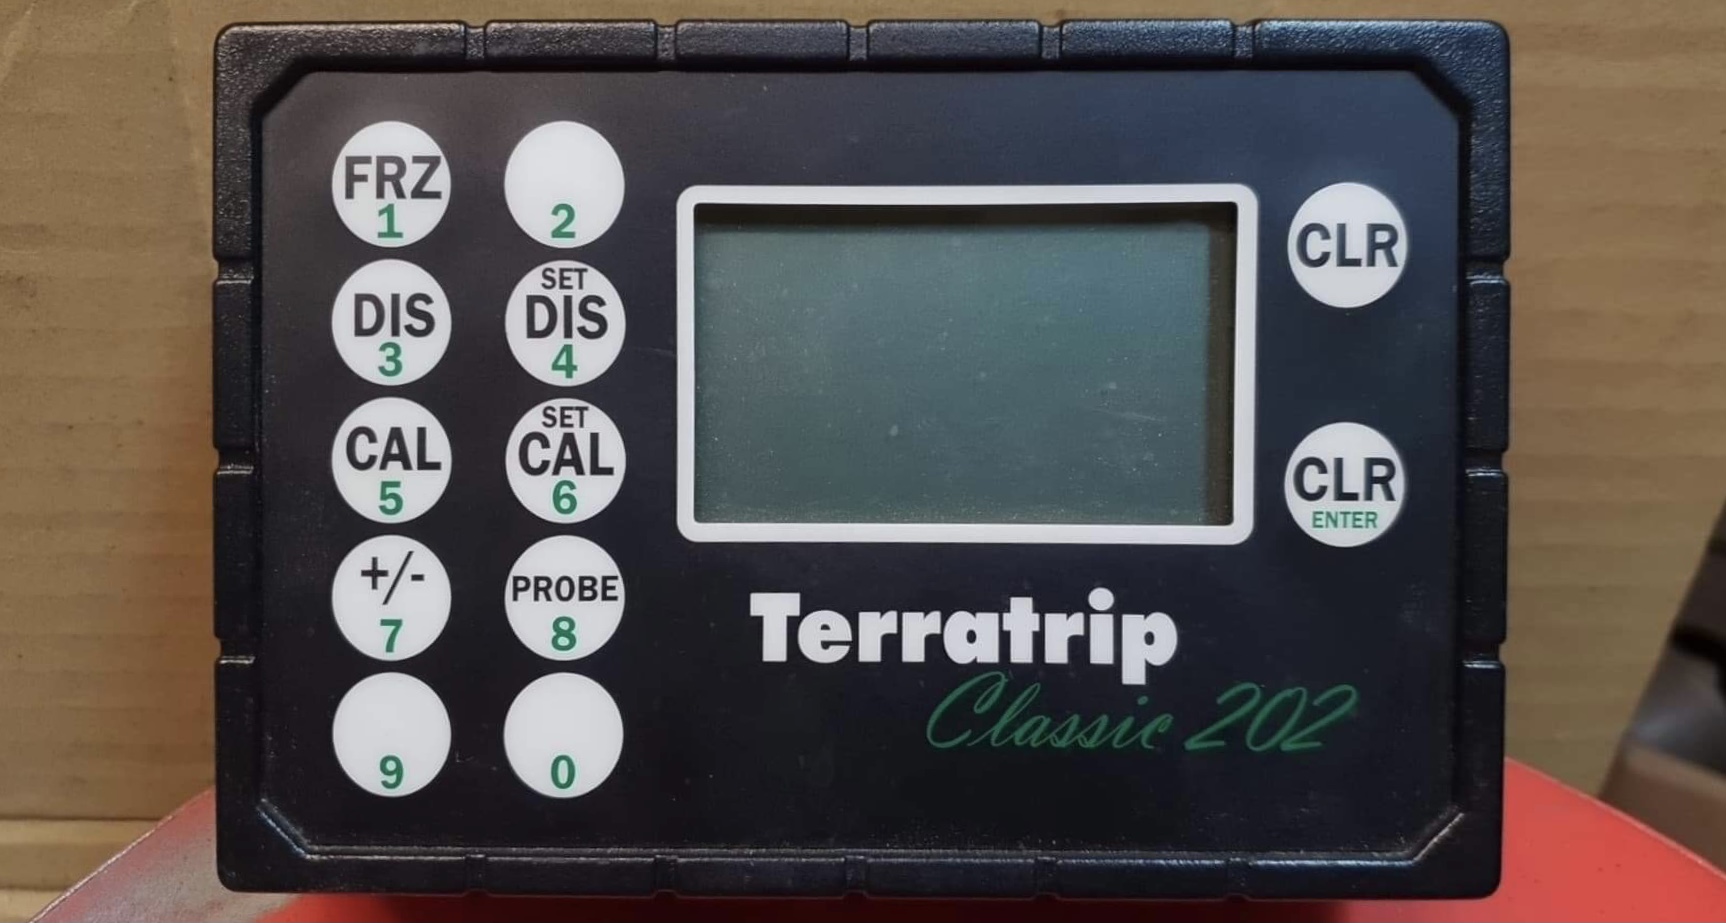 FRZ
1
2
DIS
3
SET
DIS
4
CAL
5
SET
CAL
6
+/-
7
PROBE
8
9
0
CLR
CLR
ENTER
Terratrip
Classic 202